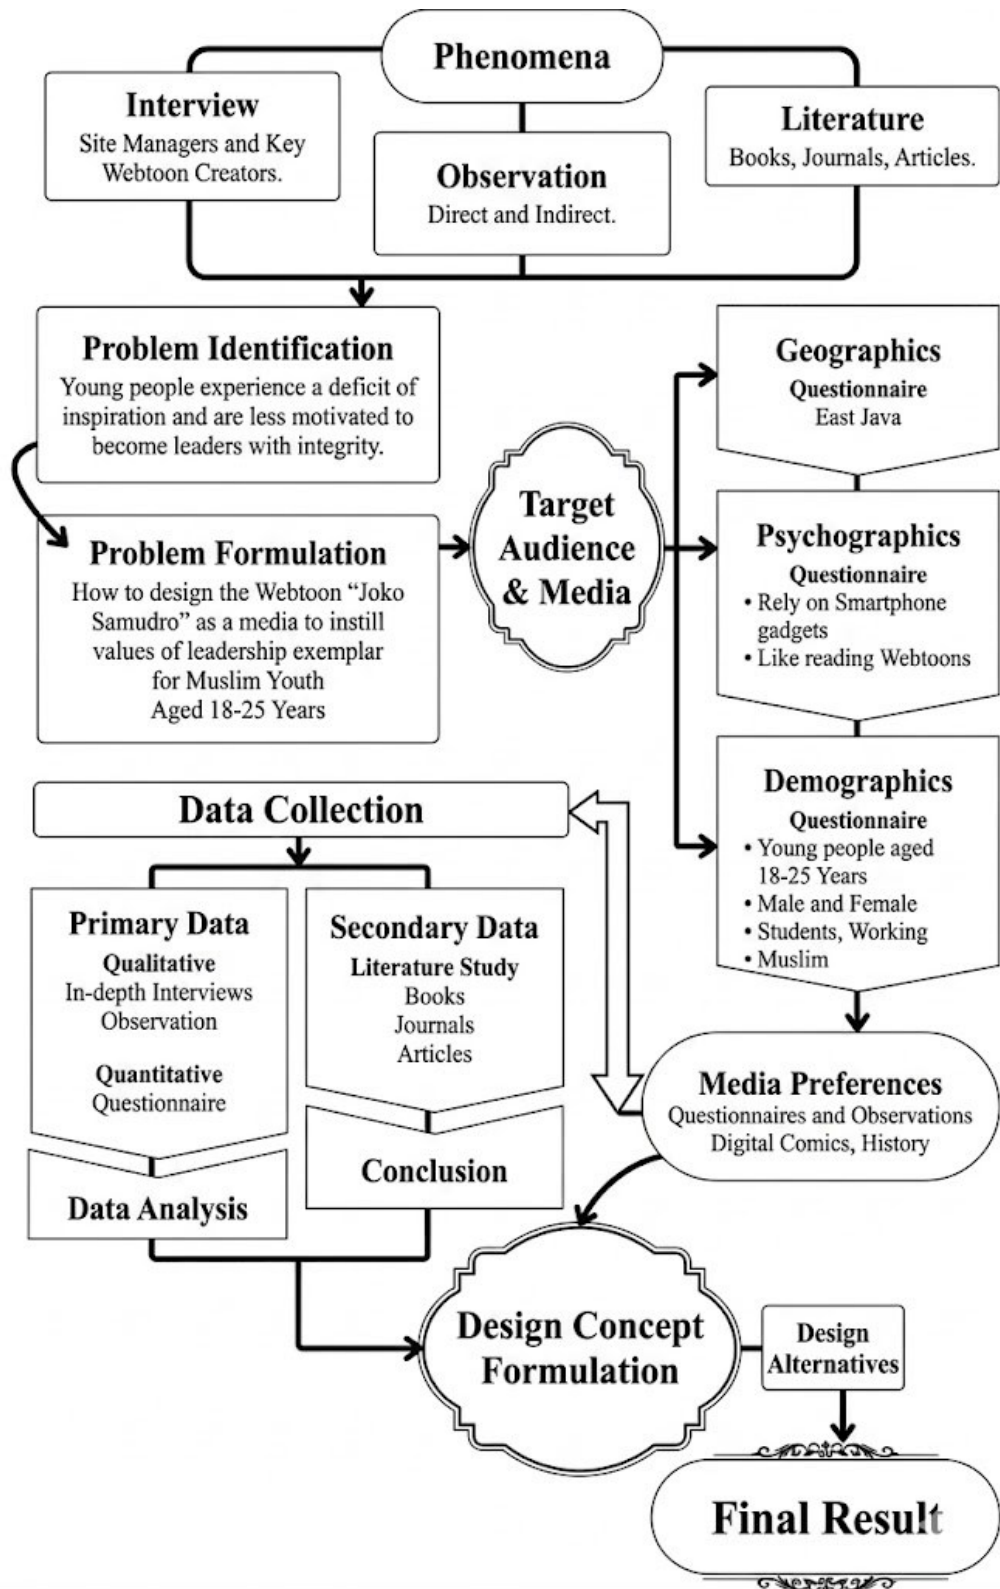 Phenomena
Interview
Site Managers and Key
Webtoon Creators.
Observation
Direct and Indirect.
Literature
Books, Journals, Articles.
Problem Identification
Young people experience a deficit of
inspiration and are less motivated to
become leaders with integrity.
Problem Formulation
How to design the Webtoon “Joko
Samudro” as a media to instill
values of leadership exemplar
for Muslim Youth
Aged 18-25 Years
Target
Audience
& Media
Geographics
Questionnaire
East Java
Psychographics
Questionnaire
• Rely on Smartphone
gadgets
• Like reading Webtoons
Demographics
Questionnaire
• Young people aged
18-25 Years
• Male and Female
• Students, Working
• Muslim
Media Preferences
Questionnaires and Observations
Digital Comics, History
Data Collection
Primary Data
Qualitative
In-depth Interviews
Observation
Quantitative
Questionnaire
Data Analysis
Secondary Data
Literature Study
Books
Journals
Articles
Conclusion
Design Concept
Formulation
Design
Alternatives
Final Result